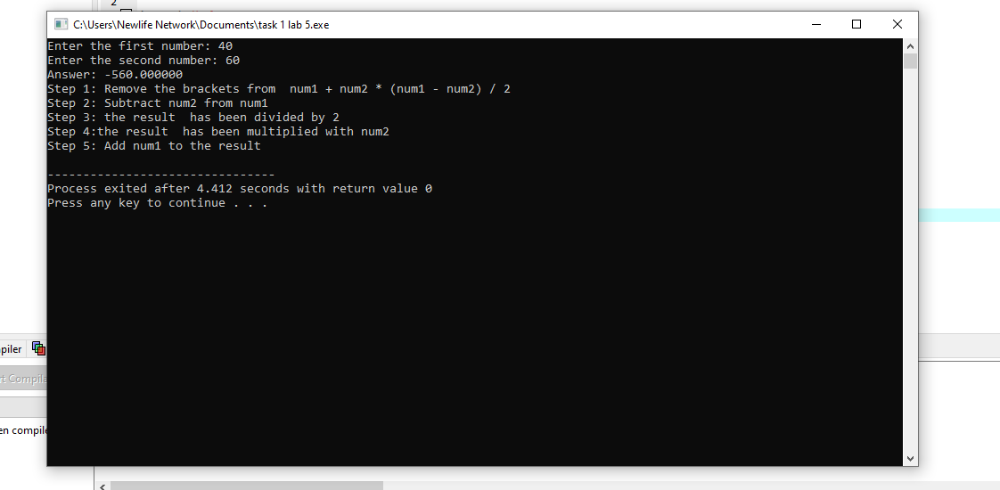 2
C:\Users\Newlife Network\Documents\task 1 lab 5.exe
Enter the first number: 40
Enter the second number: 60
Answer: -560.000000
Step 1: Remove the brackets from  num1 + num2 * (num1 - num2) / 2
Step 2: Subtract num2 from num1
Step 3: the result  has been divided by 2
Step 4:the result  has been multiplied with num2
Step 5: Add num1 to the result
--------------------------------
Process exited after 4.412 seconds with return value 0
Press any key to continue . . .
piler
rt Compila
en compile